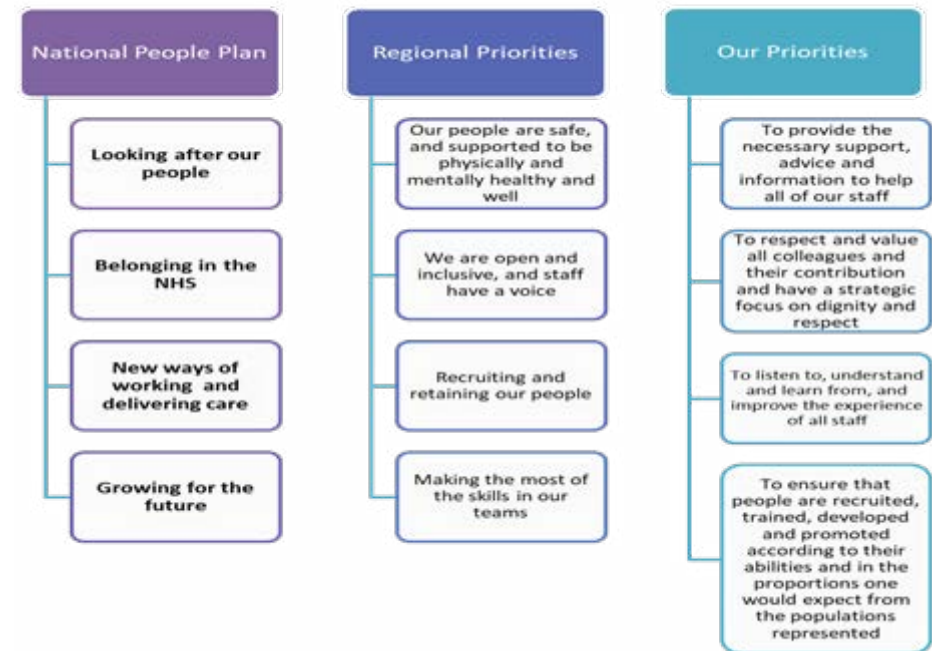 National People Plan
Looking after our
people
Belonging in the
NHS
New ways of
working and
delivering care
Growing for the
future
Regional Priorities
Our people are safe,
and supported to be
physically and
mentally healthy and
well
We are open and
inclusive, and staff
have a voice
Recruiting and
retaining our people
Making the most of
the skills in our
teams
Our Priorities
To provide the
necessary support,
advice and
information to help
all of our staff
To respect and value
all colleagues and
their contribution
and have a strategic
focus on dignity and
respect
To listen to, understand
and learn from, and
improve the experience
of all staff
To ensure that
people are recruited,
trained, developed
and promoted
according to their
abilities and in the
proportions one
would expect from
the populations
represented